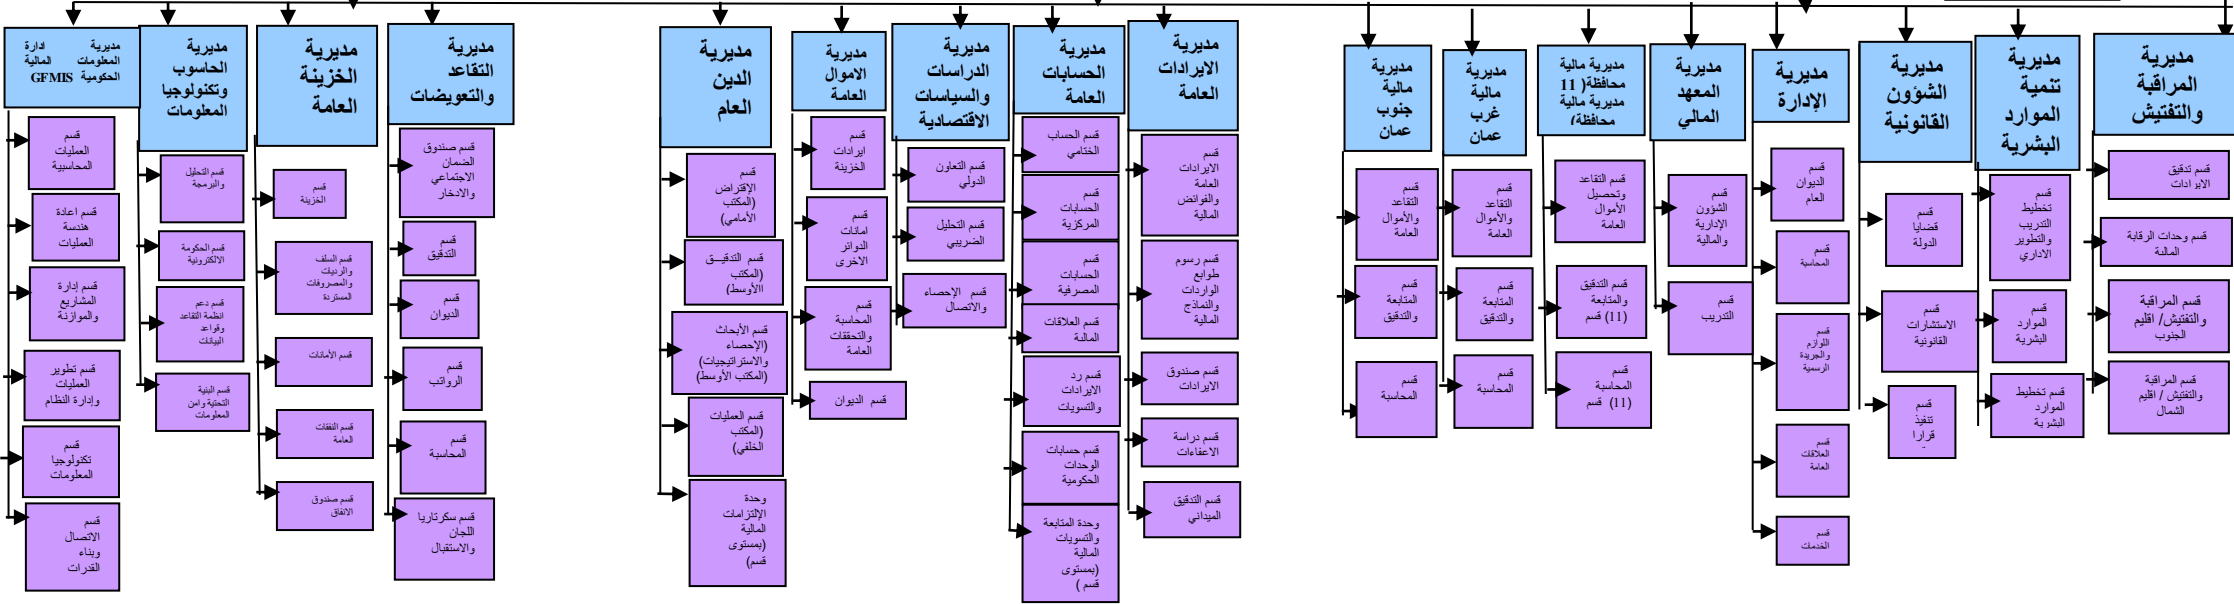 مديرية
المراقبة
والتفتيش
قسم تدقيق
الايرادات
قسم وحدات الرقابة
المالية
قسم المراقبة
والتفتيش/ اقليم
الجنوب
قسم المراقبة
والتفتيش / اقليم
الشمال
مديرية
تنمية
الموارد
البشرية
قسم
تخطيط
التدريب
والتطوير
الاداري
قسم
الموارد
البشرية
قسم تخطيط
الموارد
البشرية
مديرية
الشؤون
القانونية
قسم
قضايا
الدولة
قسم
الاستشارات
القانونية
قسم
تنفيذ
قرارا
مديرية
الإدارة
قسم
الديوان
العام
قسم
المحاسبة
قسم
اللوازم
والجريدة
الرسمية
قسم
العلاقات
العامة
قسم
الخدمات
مديرية
المعهد
المالي
قسم
الشؤون
الإدارية
والمالية
قسم
التدريب
مديرية مالية
محافظة( 11
مديرية مالية
محافظة)
قسم التقاعد
وتحصيل
الأموال
العامة
قسم التدقيق
والمتابعة
(11) قسم
قسم
المحاسبة
(11) قسم
مديرية
مالية
غرب
عمان
قسم
التقاعد
والأموال
العامة
قسم
المتابعة
والتدقيق
قسم
المحاسبة
مديرية
مالية
جنوب
عمان
قسم
التقاعد
والأموال
العامة
قسم
المتابعة
والتدقيق
قسم
المحاسبة
مديرية
الايرادات
العامة
قسم
الايرادات
العامة
والفوائض
المالية
قسم رسوم
طوابع
الواردات
والنماذج
المالية
قسم صندوق
الايرادات
قسم دراسة
الاعفاءات
قسم التدقيق
الميداني
مديرية
الحسابات
العامة
قسم الحساب
الختامي
قسم
الحسابات
المركزية
قسم
الحسابات
المصرفية
قسم العلاقات
المالية
قسم رد
الايرادات
والتسويات
قسم حسابات
الوحدات
الحكومية
وحدة المتابعة
والتسويات
المالية
(بمستوى
قسم )
مديرية
الدراسات
والسياسات
الاقتصادية
قسم التعاون
الدولي
قسم التحليل
الضريبي
قسم الإحصاء
والاتصال
مديرية
الاموال
العامة
قسم
ايرادات
الخزينة
امانات
الدوائر
الاخرى
قسم
المحاسبة
والتحققات
العامة
قسم الديوان
مديرية
الدين
العام
قسم
الإقتراض
(المكتب
الأمامي)
قسم التدقيــق
(المكتب
االأوسط)
قسم الأبحاث
(الإحصاء
والاستراتيجيات)
(المكتب الأوسط)
قسم العمليات
(المكتب
الخلفي)
وحدة
الإلتزامات
المالية
(بمستوى
قسم)
مديرية
التقاعد
والتعويضات
قسم صندوق
الضمان
الاجتماعي
والادخار
قسم
التدقيق
قسم
الديوان
قسم
الرواتب
قسم
المحاسبة
قسم سكرتاريا
اللجان
والاستقبال
مديرية
الخزينة
العامة
قسم
الخزينة
قسم السلف
والرديات
والمصروفات
المستردة
قسم الأمانات
قسم النفقات
العامة
قسم صندوق
الانفاق
مديرية
الحاسوب
وتكنولوجيا
المعلومات
قسم التحليل
والبرمجة
قسم الحكومة
الالكترونية
قسم دعم
انظمة التقاعد
وقواعد
البيانات
قسم البنية
التحتية وامن
المعلومات
مديرية ادارة
المعلومات المالية
الحكومية GFMIS
قسم
العمليات
المحاسبية
قسم اعادة
هندسة
العمليات
قسم إدارة
المشاريع
والموازنة
قسم تطوير
العمليات
وإدارة النظام
قسم
تكنولوجيا
المعلومات
قسم
الاتصال
وبناء
القدرات